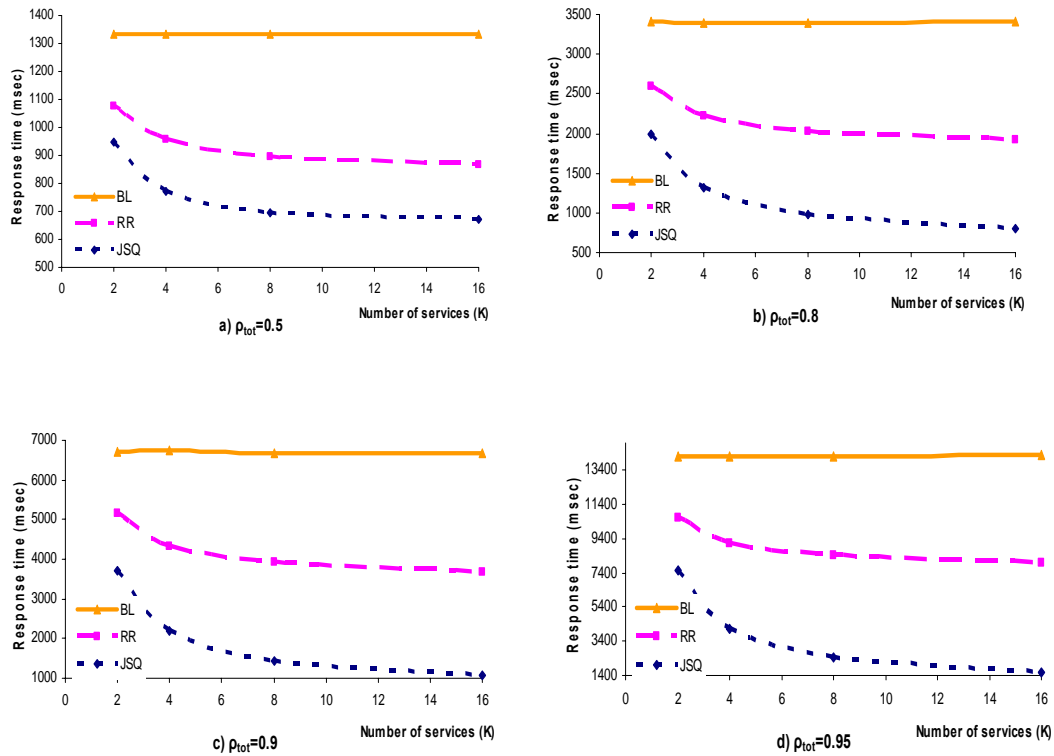 Response time (msec)
1400
1300
1200
1100
1000
900
800
700
600
500
BL
RR
JSQ
0 2 4 6 8 10 12 14 16
Number of services (K)
a) ρtot=0.5
Response time (msec)
3500
3000
2500
2000
1500
1000
500
BL
RR
JSQ
0 2 4 6 8 10 12 14 16
Number of services (K)
b) ρtot=0.8
Response time (msec)
7000
6000
5000
4000
3000
2000
1000
BL
RR
JSQ
0 2 4 6 8 10 12 14 16
Number of services (K)
c) ρtot=0.9
Response time (msec)
13400
11400
9400
7400
5400
3400
1400
BL
RR
JSQ
0 2 4 6 8 10 12 14 16
Number of services (K)
d) ρtot=0.95